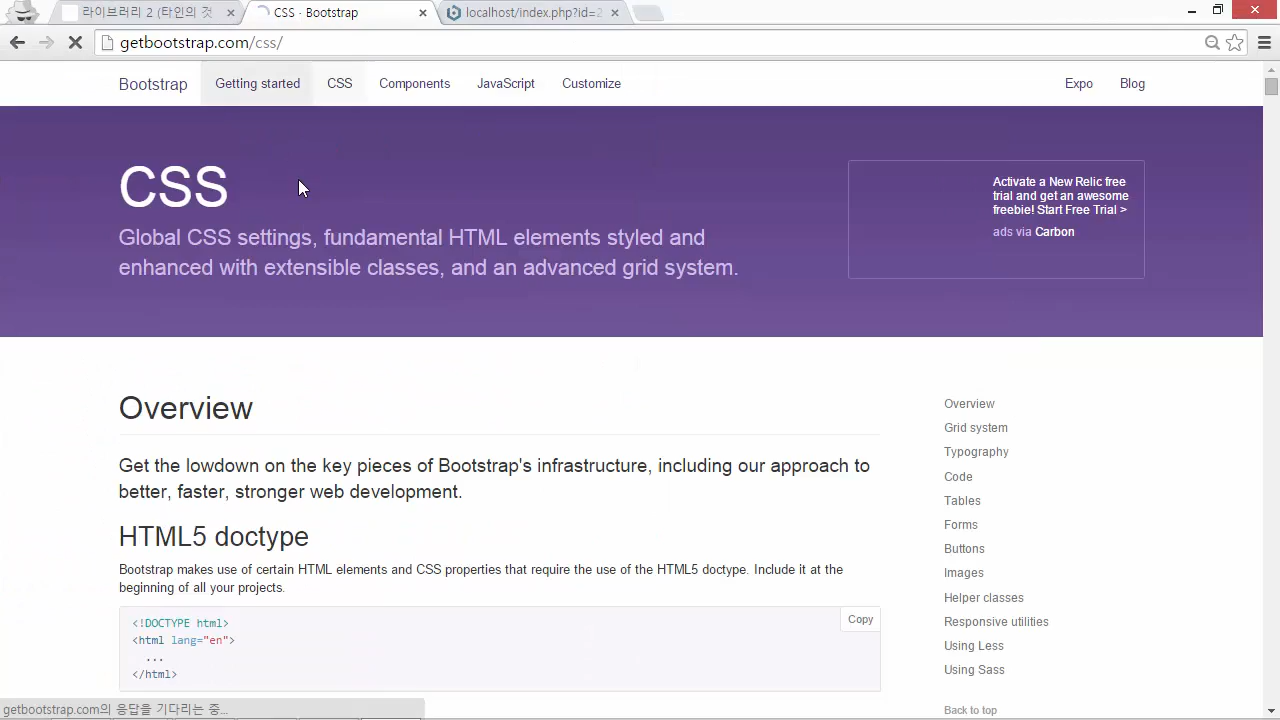 라이브러리 2 (타인의 것
CSS · Bootstrap
localhost/index.php?id=2
getbootstrap.com/css/
Bootstrap
Getting started
CSS
Components
JavaScript
Customize
Expo
Blog
CSS
Global CSS settings, fundamental HTML elements styled and
enhanced with extensible classes, and an advanced grid system.
Activate a New Relic free
trial and get an awesome
freebie! Start Free Trial >
ads via Carbon
Overview
Get the lowdown on the key pieces of Bootstrap's infrastructure, including our approach to
better, faster, stronger web development.
HTML5 doctype
Bootstrap makes use of certain HTML elements and CSS properties that require the use of the HTML5 doctype. Include it at the
beginning of all your projects.
Copy
<!DOCTYPE html>
<html lang="en">
...
</html>
Overview
Grid system
Typography
Code
Tables
Forms
Buttons
Images
Helper classes
Responsive utilities
Using Less
Using Sass
Back to top
getbootstrap.com의 응답을 기다리는 중...